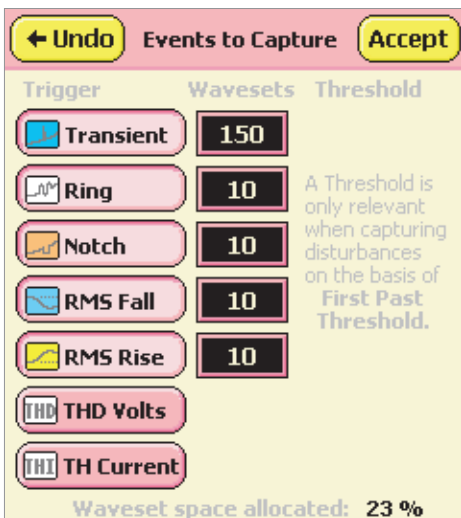 Undo Events to Capture Accept
Trigger Wavesets Threshold
Transient 150
Ring 10
A Threshold is
only relevant
Notch 10
when capturing
disturbances
on the basis of
RMS Fall 10
First Past
Threshold.
RMS Rise 10
THD THD Volts
THI TH Current
Waveset space allocated: 23 %